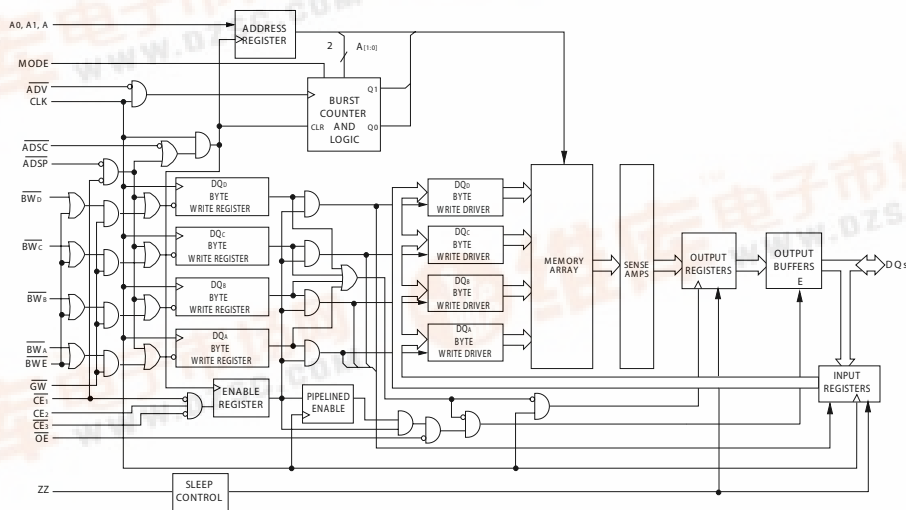 A0, A1, A
ADDRESS
REGISTER
MODE
2 A[1:0]
ADV
CLK
BURST
COUNTER
AND
LOGIC
CLR
Q1
Q0
ADSC
ADSP
BWD
DQD
BYTE
WRITE REGISTER
DQD
BYTE
WRITE DRIVER
BWC
DQC
BYTE
WRITE REGISTER
DQC
BYTE
WRITE DRIVER
BWB
DQB
BYTE
WRITE REGISTER
DQB
BYTE
WRITE DRIVER
BWA
BWE
DQA
BYTE
WRITE REGISTER
DQA
BYTE
WRITE DRIVER
MEMORY
ARRAY
SENSE
AMPS
OUTPUT
REGISTERS
OUTPUT
BUFFERS
E
DQs
INPUT
REGISTERS
GW
CE1
CE2
CE3
OE
ENABLE
REGISTER
PIPELINED
ENABLE
ZZ
SLEEP
CONTROL